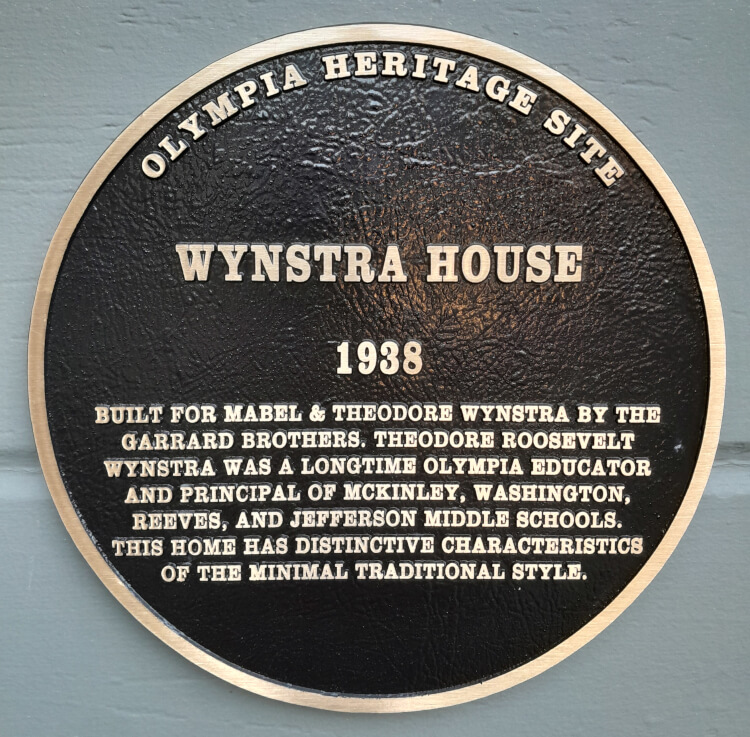 OLYMPIA HERITAGE SITE
WYNSTRA HOUSE
1938
BUILT FOR MABEL & THEODORE WYNSTRA BY THE
GARRARD BROTHERS. THEODORE ROOSEVELT
WYNSTRA WAS A LONGTIME OLYMPIA EDUCATOR
AND PRINCIPAL OF MCKINLEY, WASHINGTON,
REEVES, AND JEFFERSON MIDDLE SCHOOLS.
THIS HOME HAS DISTINCTIVE CHARACTERISTICS
OF THE MINIMAL TRADITIONAL STYLE.